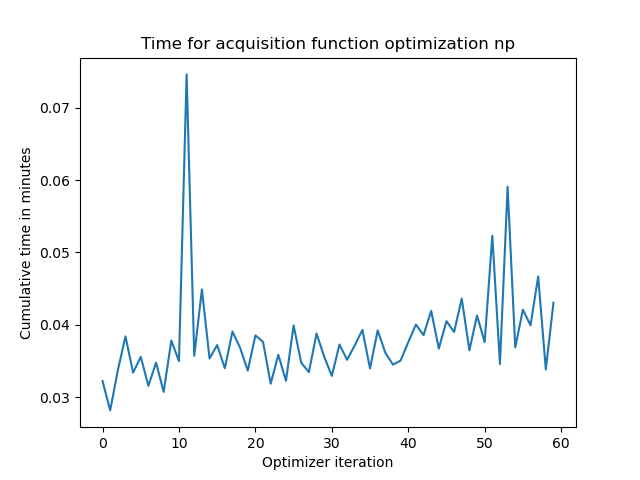 Time for acquisition function optimization np
Cumulative time in minutes
0.07
0.06
0.05
0.04
0.03
0 10 20 30 40 50 60
Optimizer iteration